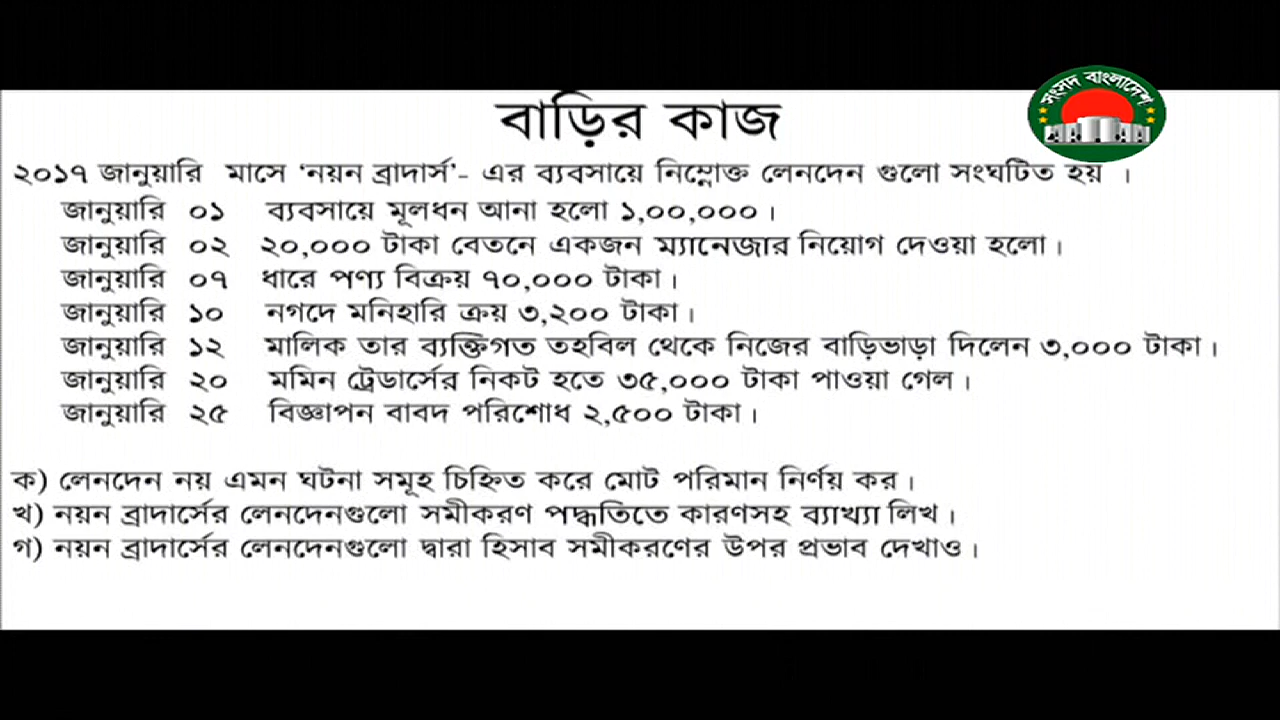 সংসদ বাংলাদেশ
বাড়ির কাজ
২০১৭ জানুয়ারি মাসে ‘নয়ন ব্রাদার্স’- এর ব্যবসায়ে নিম্নোক্ত লেনদেন গুলো সংঘটিত হয় ।
জানুয়ারি ০১ ব্যবসায়ে মূলধন আনা হলো ১,০০,০০০ ।
জানুয়ারি ০২ ২০,০০০ টাকা বেতনে একজন ম্যানেজার নিয়োগ দেওয়া হলো ।
জানুয়ারি ০৭ ধারে পণ্য বিক্রয় ৭০,০০০ টাকা ।
জানুয়ারি ১০ নগদে মনিহারি ক্রয় ৩,২০০ টাকা ।
জানুয়ারি ১২ মালিক তার ব্যক্তিগত তহবিল থেকে নিজের বাড়িভাড়া দিলেন ৩,০০০ টাকা ।
জানুয়ারি ২০ মমিন ট্রেডার্সের নিকট হতে ৩৫,০০০ টাকা পাওয়া গেল ।
জানুয়ারি ২৫ বিজ্ঞাপন বাবদ পরিশোধ ২,৫০০ টাকা ।
ক) লেনদেন নয় এমন ঘটনা সমূহ চিহ্নিত করে মোট পরিমান নির্ণয় কর ।
খ) নয়ন ব্রাদার্সের লেনদেনগুলো সমীকরণ পদ্ধতিতে কারণসহ ব্যাখ্যা লিখ ।
গ) নয়ন ব্রাদার্সের লেনদেনগুলো দ্বারা হিসাব সমীকরণের উপর প্রভাব দেখাও ।